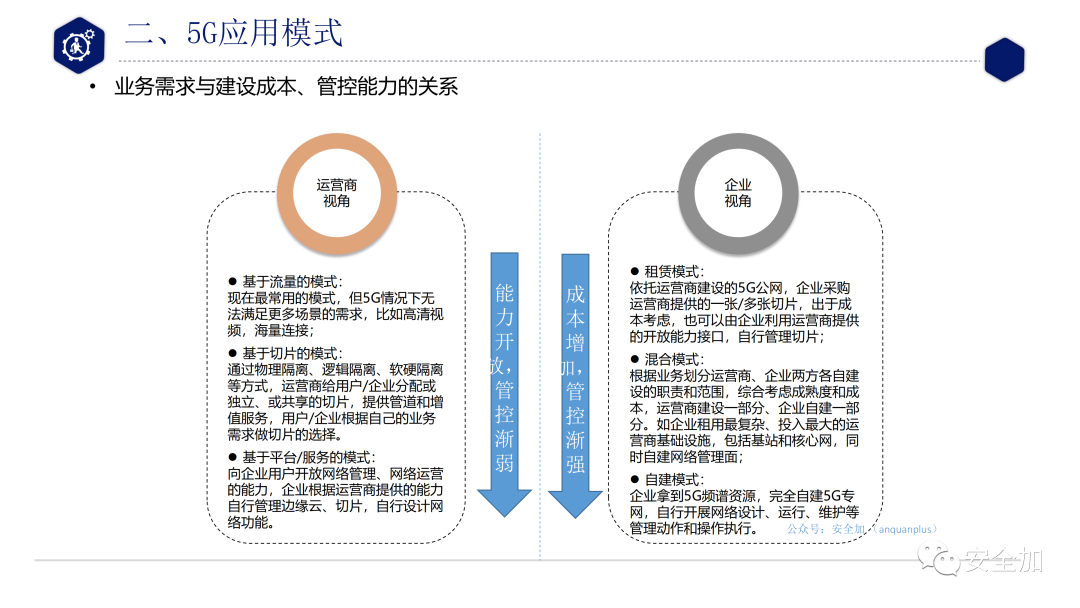 二、5G应用模式
• 业务需求与建设成本、管控能力的关系
运营商
视角
● 基于流量的模式：
现在最常用的模式，但5G情况下无
法满足更多场景的需求，比如高清视
频，海量连接；
● 基于切片的模式：
通过物理隔离、逻辑隔离、软硬隔离
等方式，运营商给用户/企业分配或
独立、或共享的切片，提供管道和增
值服务，用户/企业根据自己的业务
需求做切片的选择。
● 基于平台/服务的模式：
向企业用户开放网络管理、网络运营
的能力，企业根据运营商提供的能力
自行管理边缘云、切片，自行设计网
络功能。
能力开放，管控渐弱
成本增加，管控渐强
企业
视角
● 租赁模式：
依托运营商建设的5G公网，企业采购
运营商提供的一张/多张切片，出于成
本考虑，也可以由企业利用运营商提供
的开放能力接口，自行管理切片；
● 混合模式：
根据业务划分运营商、企业两方各自建
设的职责和范围，综合考虑成熟度和成
本，运营商建设一部分、企业自建一部
分。如企业租用最复杂、投入最大的运
营商基础设施，包括基站和核心网，同
时自建网络管理面；
● 自建模式：
企业拿到5G频谱资源，完全自建5G专
网，自行开展网络设计、运行、维护等
管理动作和操作执行。
公众号：安全加 （anquanplus）
安全加